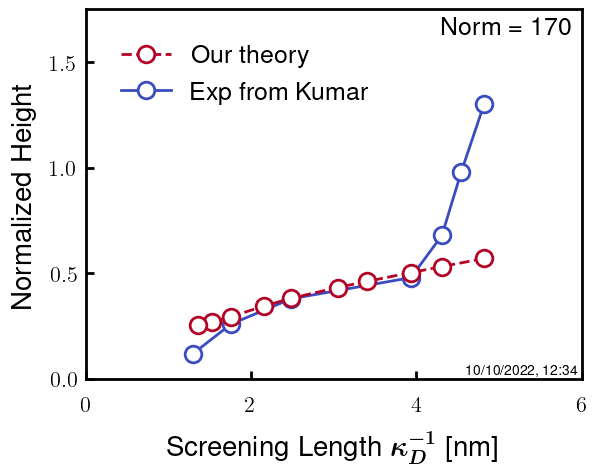 Norm = 170
Our theory
Exp from Kumar
Normalized Height
1.5
1.0
0.5
0.0
10/10/2022, 12:34
0 2 4 6
Screening Length κ_D^{-1} [nm]